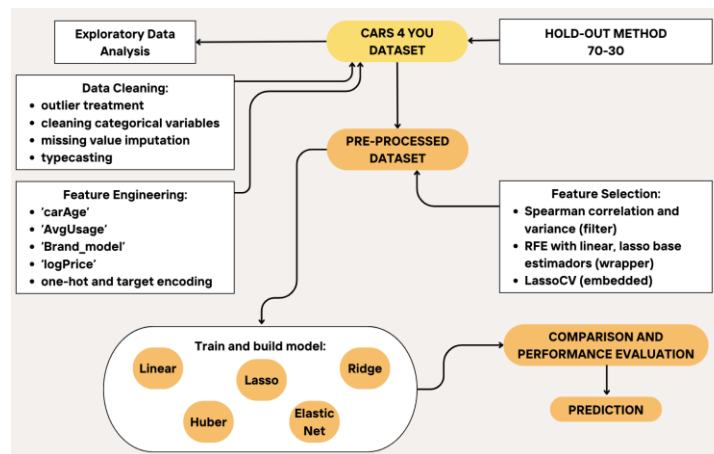 Exploratory Data
Analysis
CARS 4 YOU
DATASET
HOLD-OUT METHOD
70-30
Data Cleaning:
• outlier treatment
• cleaning categorical variables
• missing value imputation
• typecasting
PRE-PROCESSED
DATASET
Feature Engineering:
• 'carAge'
• 'AvgUsage'
• 'Brand_model'
• 'logPrice'
• one-hot and target encoding
Feature Selection:
• Spearman correlation and
variance (filter)
• RFE with linear, lasso base
estimadors (wrapper)
• LassoCV (embedded)
Train and build model:
Linear
Lasso
Ridge
Huber
Elastic
Net
COMPARISON AND
PERFORMANCE EVALUATION
PREDICTION